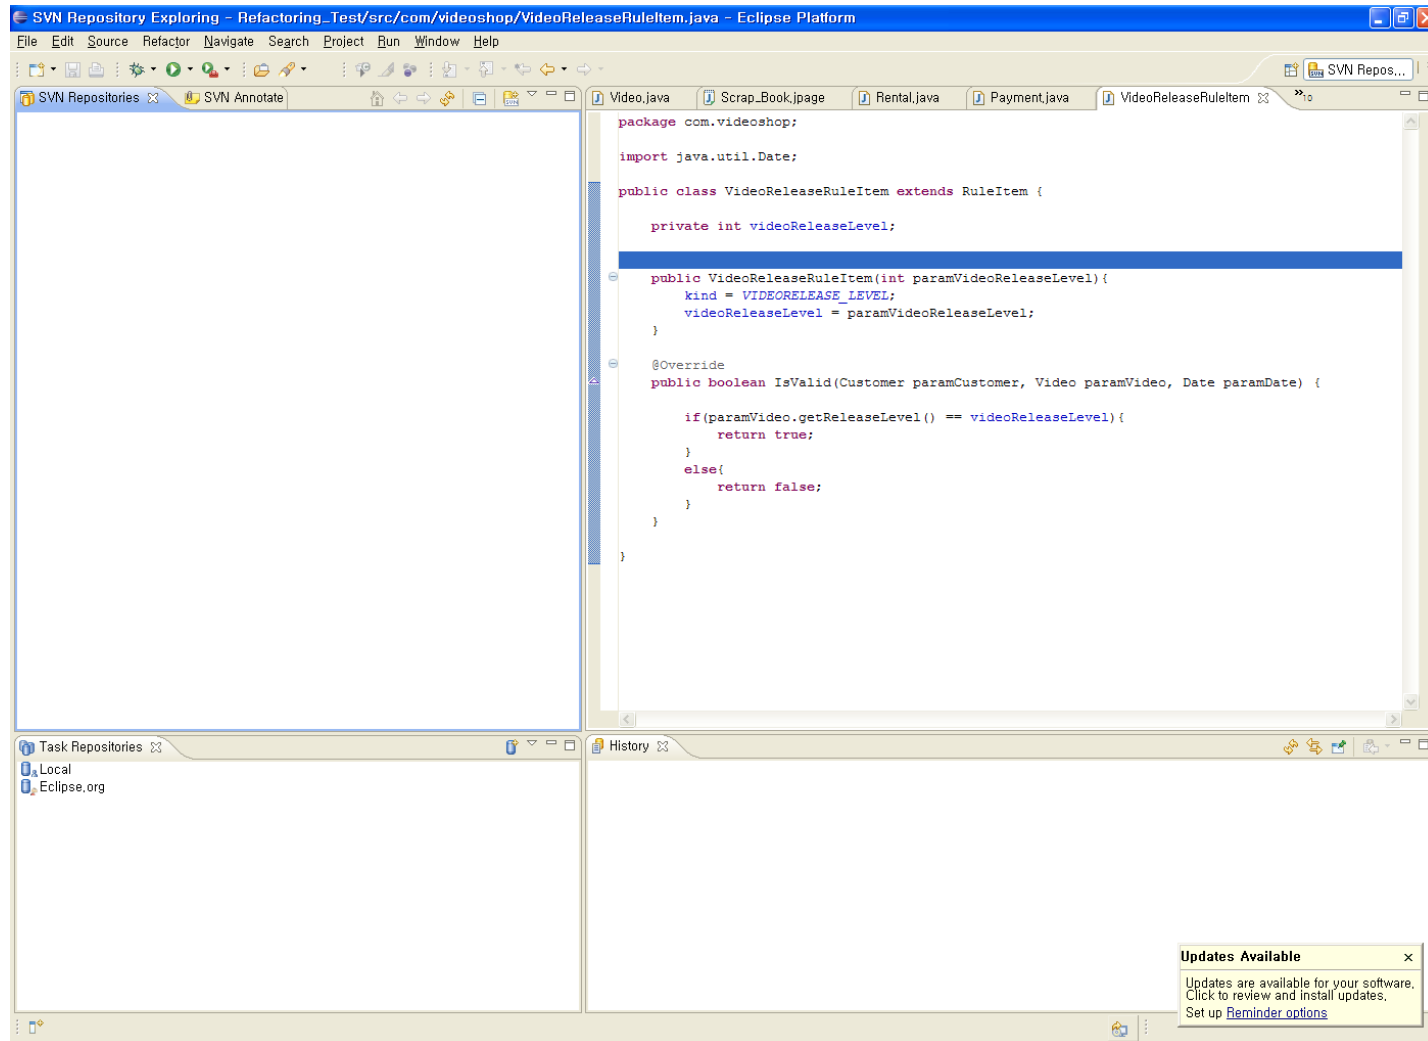 SVN Repository Exploring - Refactoring_Test/src/com/videoshop/VideoReleaseRuleItem.java - Eclipse Platform
File Edit Source Refactor Navigate Search Project Run Window Help
SVN Repos...
SVN Repositories SVN Annotate
Video.java Scrap_Book.jpage Rental.java Payment.java VideoReleaseRuleItem »10
package com.videoshop;
import java.util.Date;
public class VideoReleaseRuleItem extends RuleItem {
private int videoReleaseLevel;
public VideoReleaseRuleItem(int paramVideoReleaseLevel){
kind = VIDEORELEASE_LEVEL;
videoReleaseLevel = paramVideoReleaseLevel;
}
@Override
public boolean IsValid(Customer paramCustomer, Video paramVideo, Date paramDate) {
if(paramVideo.getReleaseLevel() == videoReleaseLevel){
return true;
}
else{
return false;
}
}
}
Task Repositories
Local
Eclipse.org
History
Updates Available
Updates are available for your software.
Click to review and install updates.
Set up Reminder options